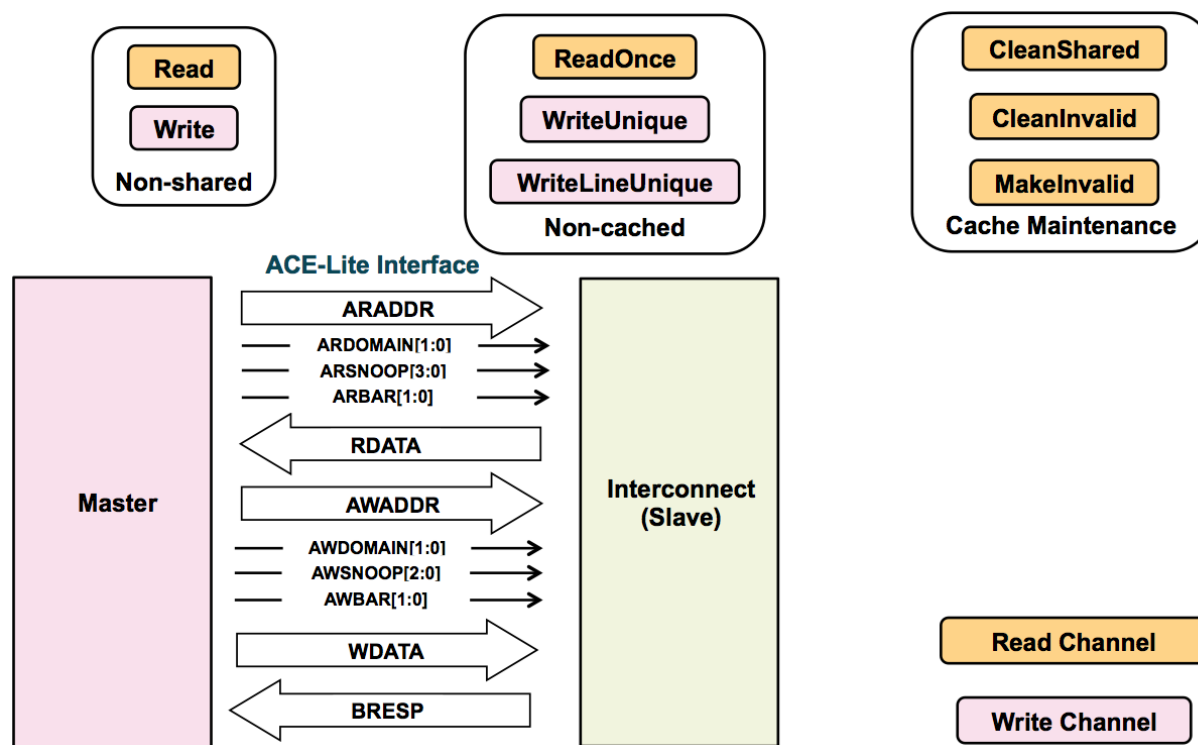 Read
Write
Non-shared
ReadOnce
WriteUnique
WriteLineUnique
Non-cached
CleanShared
CleanInvalid
MakeInvalid
Cache Maintenance
ACE-Lite Interface
Master
ARADDR
ARDOMAIN[1:0]
ARSNOOP[3:0]
ARBAR[1:0]
RDATA
AWADDR
AWDOMAIN[1:0]
AWSNOOP[2:0]
AWBAR[1:0]
WDATA
BRESP
Interconnect
(Slave)
Read Channel
Write Channel